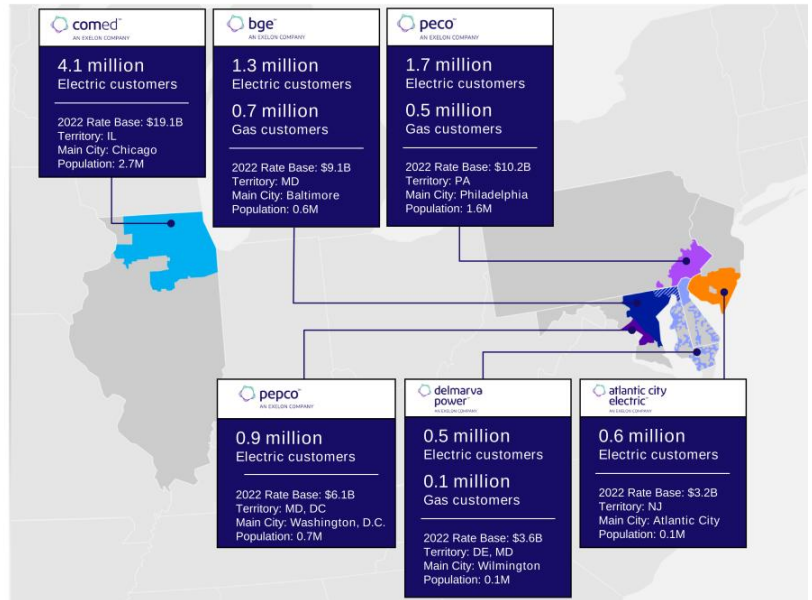 comed™
AN EXELON COMPANY
4.1 million
Electric customers
2022 Rate Base: $19.1B
Territory: IL
Main City: Chicago
Population: 2.7M
bge™
AN EXELON COMPANY
1.3 million
Electric customers
0.7 million
Gas customers
2022 Rate Base: $9.1B
Territory: MD
Main City: Baltimore
Population: 0.6M
peco™
AN EXELON COMPANY
1.7 million
Electric customers
0.5 million
Gas customers
2022 Rate Base: $10.2B
Territory: PA
Main City: Philadelphia
Population: 1.6M
pepco™
AN EXELON COMPANY
0.9 million
Electric customers
2022 Rate Base: $6.1B
Territory: MD, DC
Main City: Washington, D.C.
Population: 0.7M
delmarva
power™
AN EXELON COMPANY
0.5 million
Electric customers
0.1 million
Gas customers
2022 Rate Base: $3.6B
Territory: DE, MD
Main City: Wilmington
Population: 0.1M
atlantic city
electric™
AN EXELON COMPANY
0.6 million
Electric customers
2022 Rate Base: $3.2B
Territory: NJ
Main City: Atlantic City
Population: 0.1M